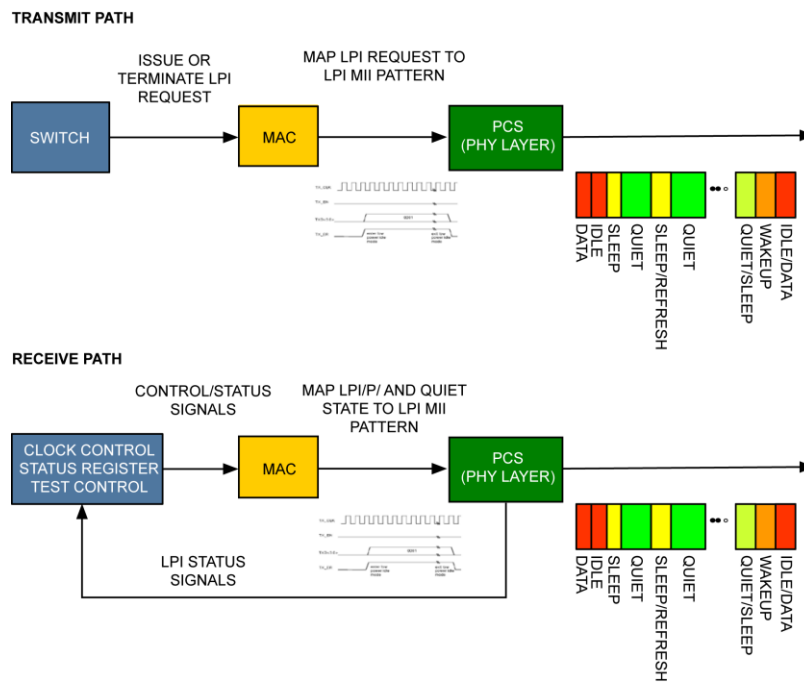 TRANSMIT PATH
ISSUE OR
TERMINATE LPI
REQUEST
MAP LPI REQUEST TO
LPI MII PATTERN
SWITCH
MAC
PCS
(PHY LAYER)
DATA
IDLE
SLEEP
QUIET
SLEEP/REFRESH
QUIET
QUIET/SLEEP
WAKEUP
IDLE/DATA
RECEIVE PATH
CONTROL/STATUS
SIGNALS
MAP LPI/P/ AND QUIET
STATE TO LPI MII
PATTERN
CLOCK CONTROL
STATUS REGISTER
TEST CONTROL
MAC
PCS
(PHY LAYER)
LPI STATUS
SIGNALS
DATA
IDLE
SLEEP
QUIET
SLEEP/REFRESH
QUIET
QUIET/SLEEP
WAKEUP
IDLE/DATA